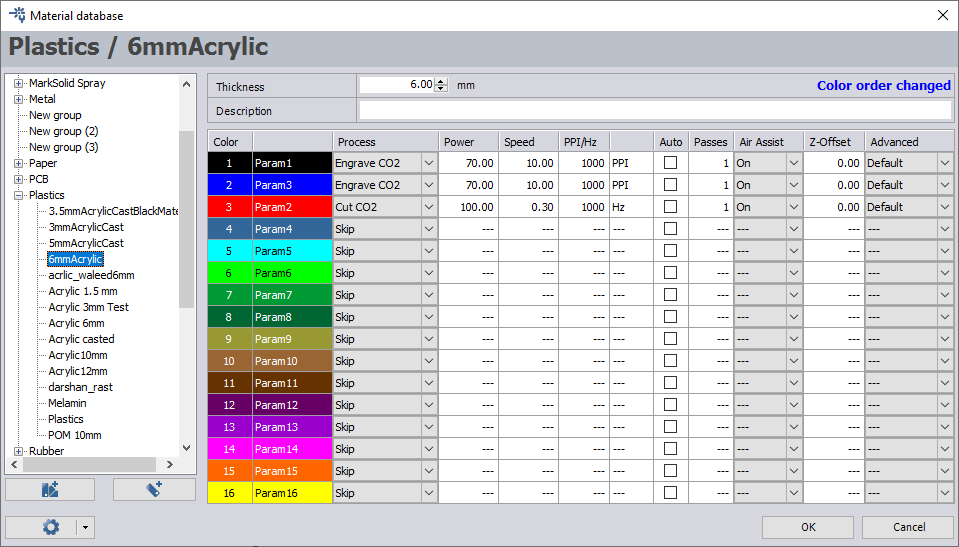 Material database
Plastics / 6mmAcrylic
MarkSolid Spray
Metal
New group
New group (2)
New group (3)
Paper
PCB
Plastics
3.5mmAcrylicCastBlackMate
3mmAcrylicCast
5mmAcrylicCast
6mmAcrylic
acrlic_waleed6mm
Acrylic 1.5 mm
Acrylic 3mm Test
Acrylic 6mm
Acrylic casted
Acrylic10mm
Acrylic12mm
darshan_rast
Melamin
Plastics
POM 10mm
Rubber
Thickness 6.00 mm Color order changed
Description
Color Process Power Speed PPI/Hz Auto Passes Air Assist Z-Offset Advanced
1 Param1 Engrave CO2 70.00 10.00 1000 PPI 1 On 0.00 Default
2 Param3 Engrave CO2 70.00 10.00 1000 PPI 1 On 0.00 Default
3 Param2 Cut CO2 100.00 0.30 1000 Hz 1 On 0.00 Default
4 Param4 Skip --- --- --- --- --- --- --- ---
5 Param5 Skip --- --- --- --- --- --- --- ---
6 Param6 Skip --- --- --- --- --- --- --- ---
7 Param7 Skip --- --- --- --- --- --- --- ---
8 Param8 Skip --- --- --- --- --- --- --- ---
9 Param9 Skip --- --- --- --- --- --- --- ---
10 Param10 Skip --- --- --- --- --- --- --- ---
11 Param11 Skip --- --- --- --- --- --- --- ---
12 Param12 Skip --- --- --- --- --- --- --- ---
13 Param13 Skip --- --- --- --- --- --- --- ---
14 Param14 Skip --- --- --- --- --- --- --- ---
15 Param15 Skip --- --- --- --- --- --- --- ---
16 Param16 Skip --- --- --- --- --- --- --- ---
OK Cancel